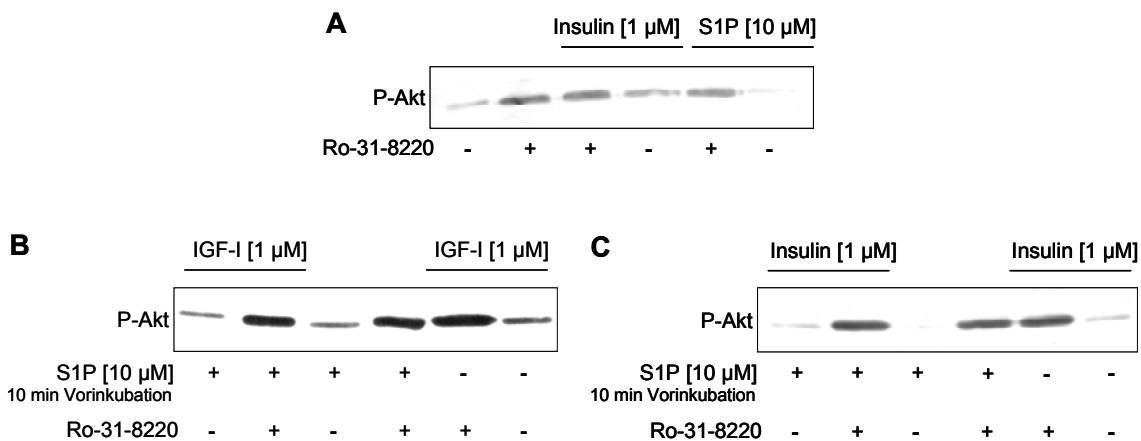 A
Insulin [1 µM] S1P [10 µM]
P-Akt
Ro-31-8220 - + + - + -
B
IGF-I [1 µM] IGF-I [1 µM]
P-Akt
S1P [10 µM] + + + + - -
10 min Vorinkubation
Ro-31-8220 - + - + + -
C
Insulin [1 µM] Insulin [1 µM]
P-Akt
S1P [10 µM] + + + + - -
10 min Vorinkubation
Ro-31-8220 - + - + + -